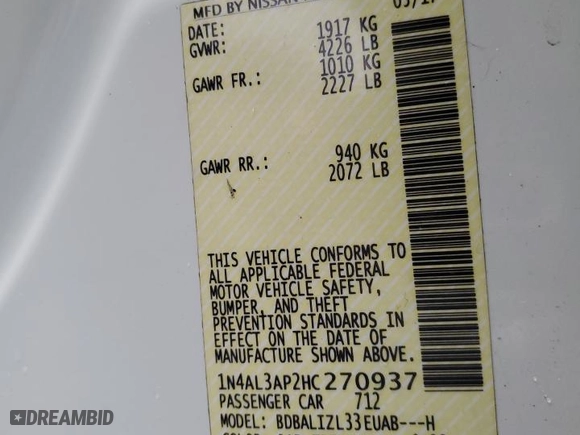 MFD BY NISSAN
DATE:
1917 KG
GVWR:
4226 LB
1010 KG
GAWR FR.:
2227 LB
940 KG
GAWR RR.:
2072 LB
THIS VEHICLE CONFORMS TO
ALL APPLICABLE FEDERAL
MOTOR VEHICLE SAFETY,
BUMPER, AND THEFT
PREVENTION STANDARDS IN
EFFECT ON THE DATE OF
MANUFACTURE SHOWN ABOVE.
1N4AL3AP2HC270937
PASSENGER CAR 712
MODEL: BDBALIZL33EUAB---H
DREAMBID